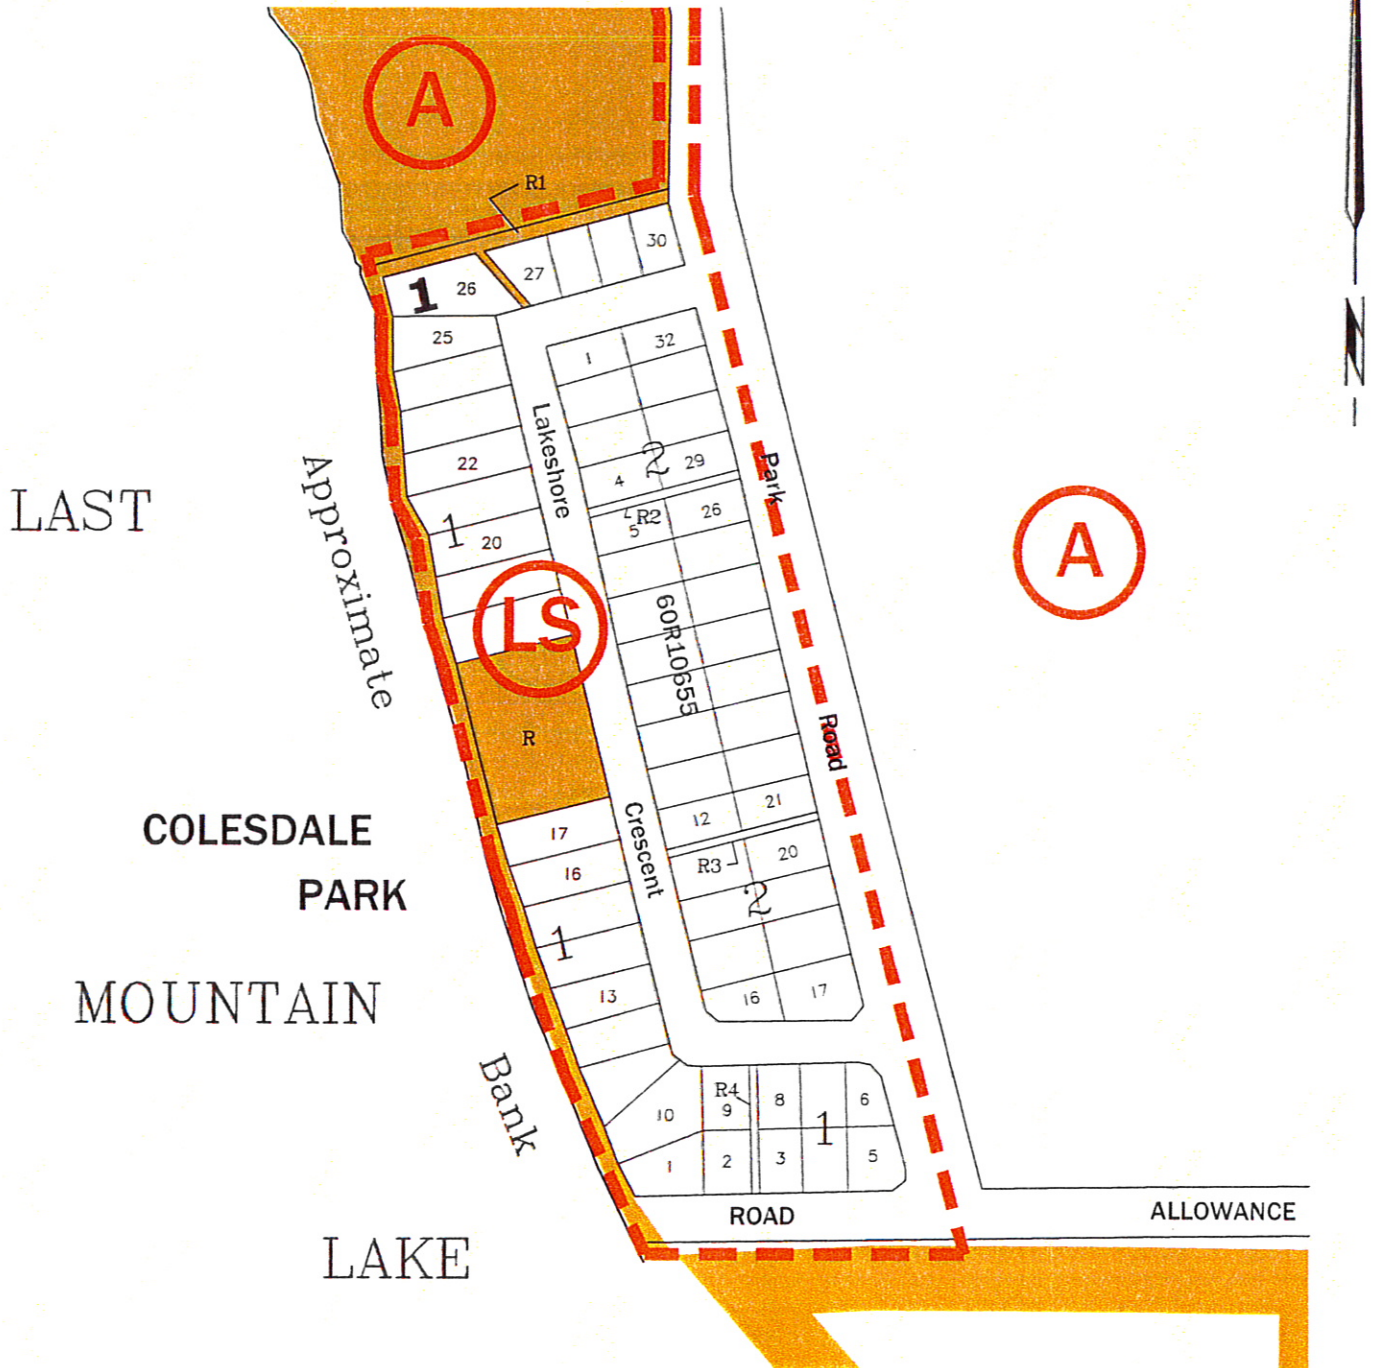 A
R1
30
27
26
1
25
32
1
Lakeshore
22
2
29
4
Park
R2
26
5
LAST
Approximate
1
20
A
LS
60R10655
R
Road
21
12
COLESDALE
17
Crescent
20
R3
16
2
PARK
1
13
16
17
MOUNTAIN
Bank
R4
8
6
10
9
1
1
2
3
5
ROAD
ALLOWANCE
LAKE
N